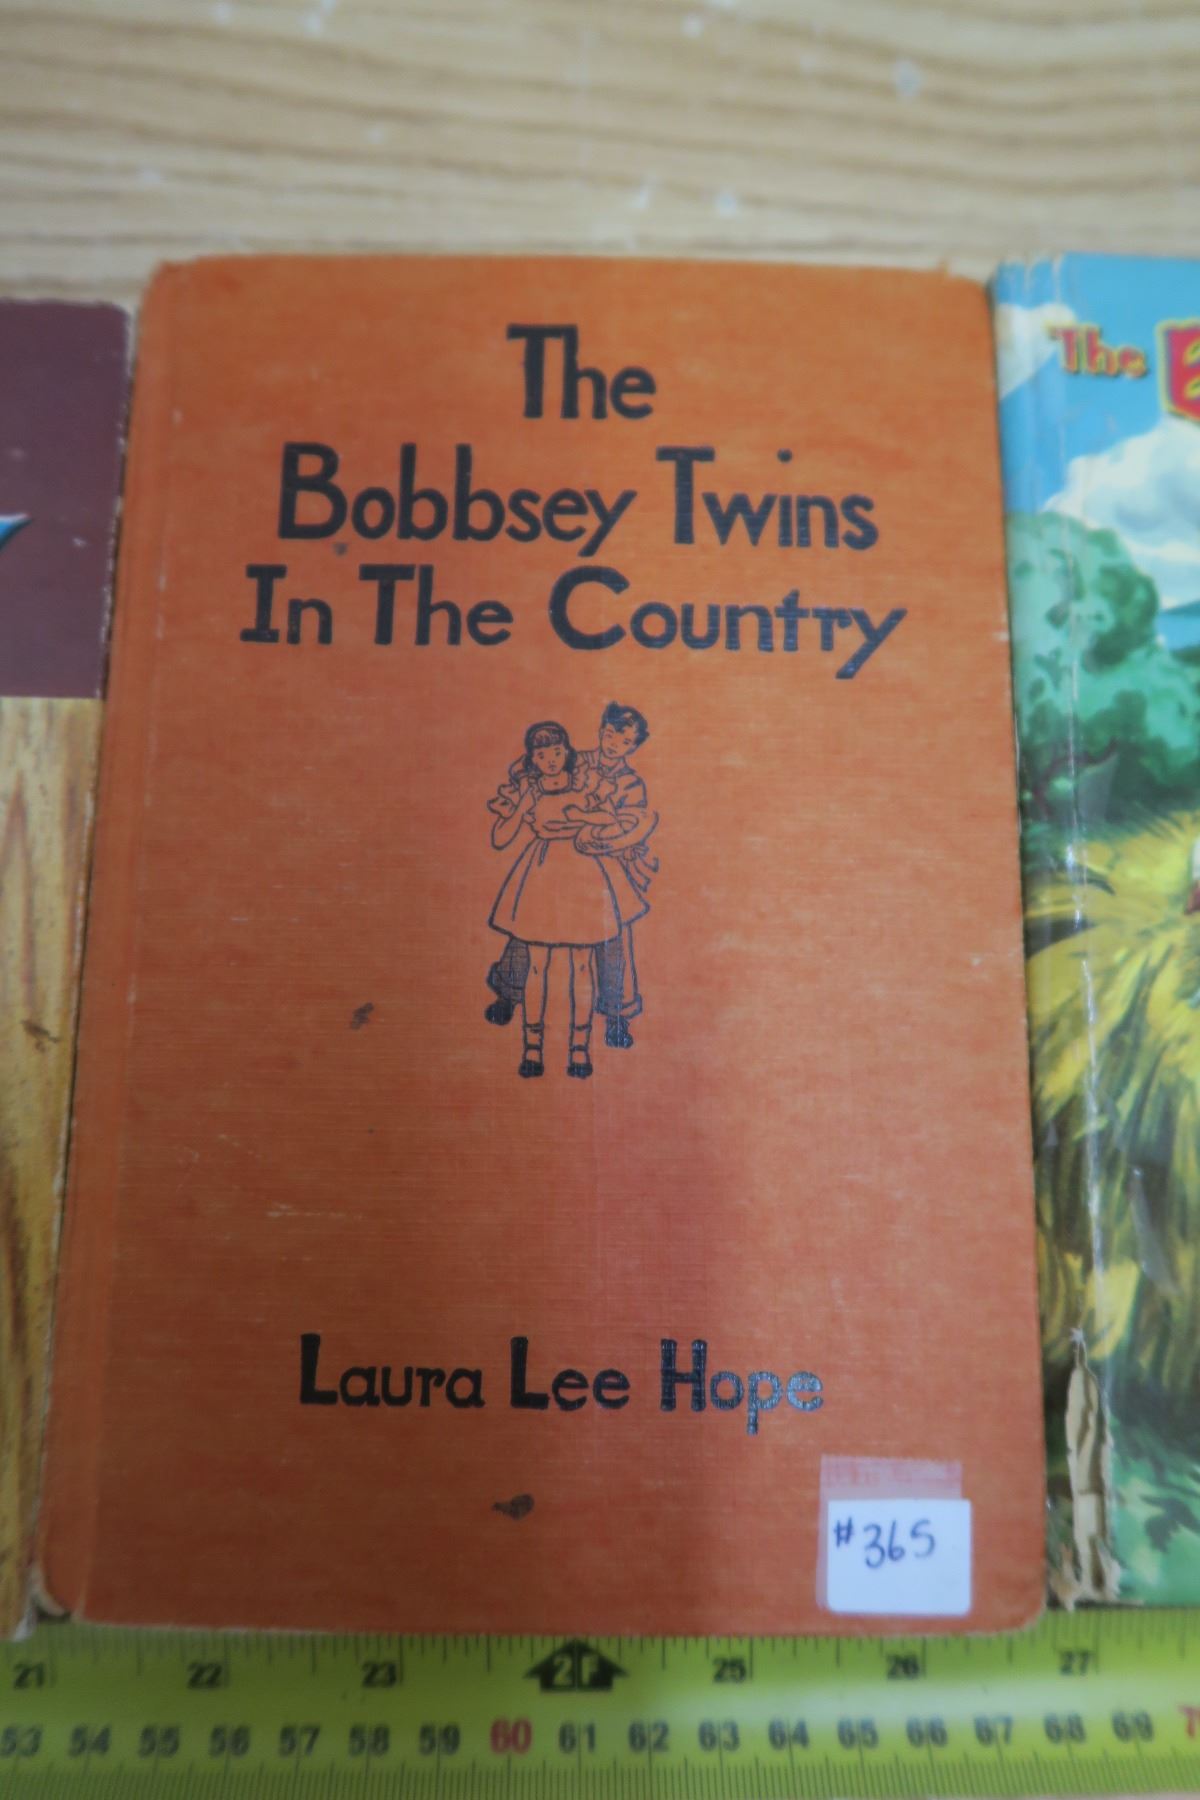 The
Bobbsey Twins
In The Country
Laura Lee Hope
#365
The
21 22 23 2F 25 26 27
53 54 55 56 57 58 59 60 61 62 63 64 65 66 67 68 69